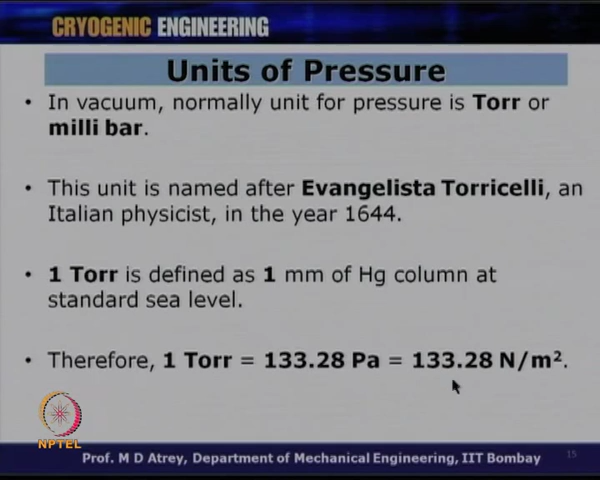 CRYOGENIC ENGINEERING
Units of Pressure
• In vacuum, normally unit for pressure is Torr or
milli bar.
• This unit is named after Evangelista Torricelli, an
Italian physicist, in the year 1644.
• 1 Torr is defined as 1 mm of Hg column at
standard sea level.
• Therefore, 1 Torr = 133.28 Pa = 133.28 N/m².
NPTEL
Prof. M D Atrey, Department of Mechanical Engineering, IIT Bombay
15